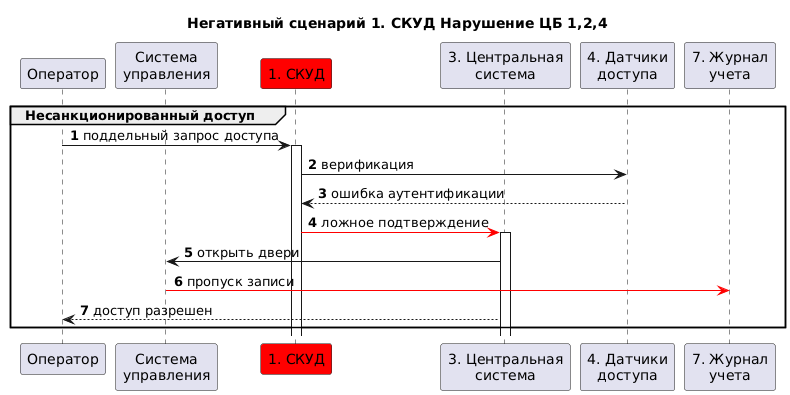 Негативный сценарий 1. СКУД Нарушение ЦБ 1,2,4
Оператор
Система
управления
1. СКУД
3. Центральная
система
4. Датчики
доступа
7. Журнал
учета
Несанкционированный доступ
1 поддельный запрос доступа
2 верификация
3 ошибка аутентификации
4 ложное подтверждение
5 открыть двери
6 пропуск записи
7 доступ разрешен
Оператор
Система
управления
1. СКУД
3. Центральная
система
4. Датчики
доступа
7. Журнал
учета